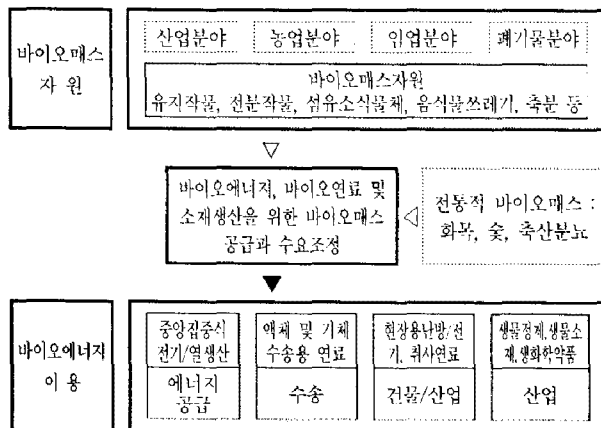 바이오매스
자 원
산업분야 농업분야 임업분야 폐기물분야
바이오매스자원
유지작물, 전분작물, 섬유소식물체, 음식물쓰레기, 축분 등
바이오에너지, 바이오연료 및
소재생산을 위한 바이오매스
공급과 수요조정
전통적 바이오매스 :
화목, 숯, 축산분뇨
바이오에너지
이 용
중앙집중식
전기/열생산
에너지
공급
액체 및 기체
수송용 연료
수송
현장용난방/전
기, 취사연료
건물/산업
생물정제,생물소
재,생화학약품
산업